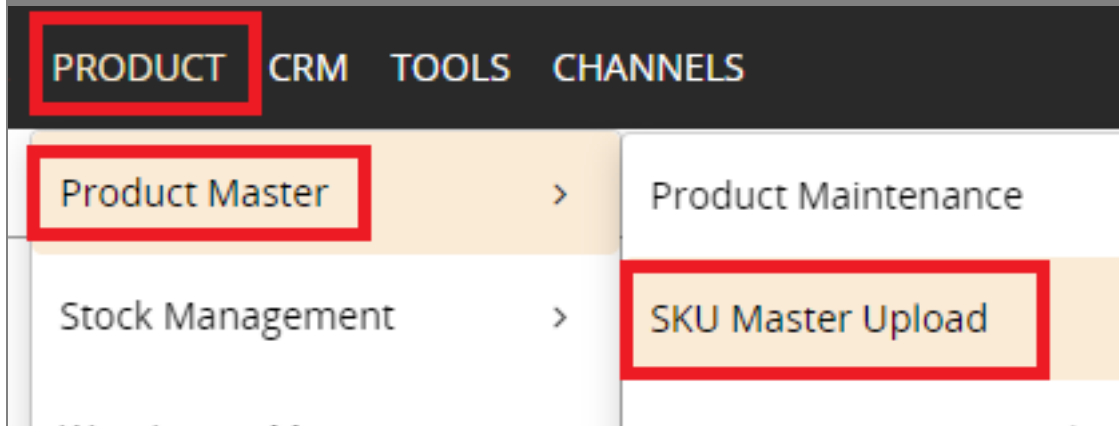 PRODUCT CRM TOOLS CHANNELS
Product Master >
Product Maintenance
Stock Management >
SKU Master Upload